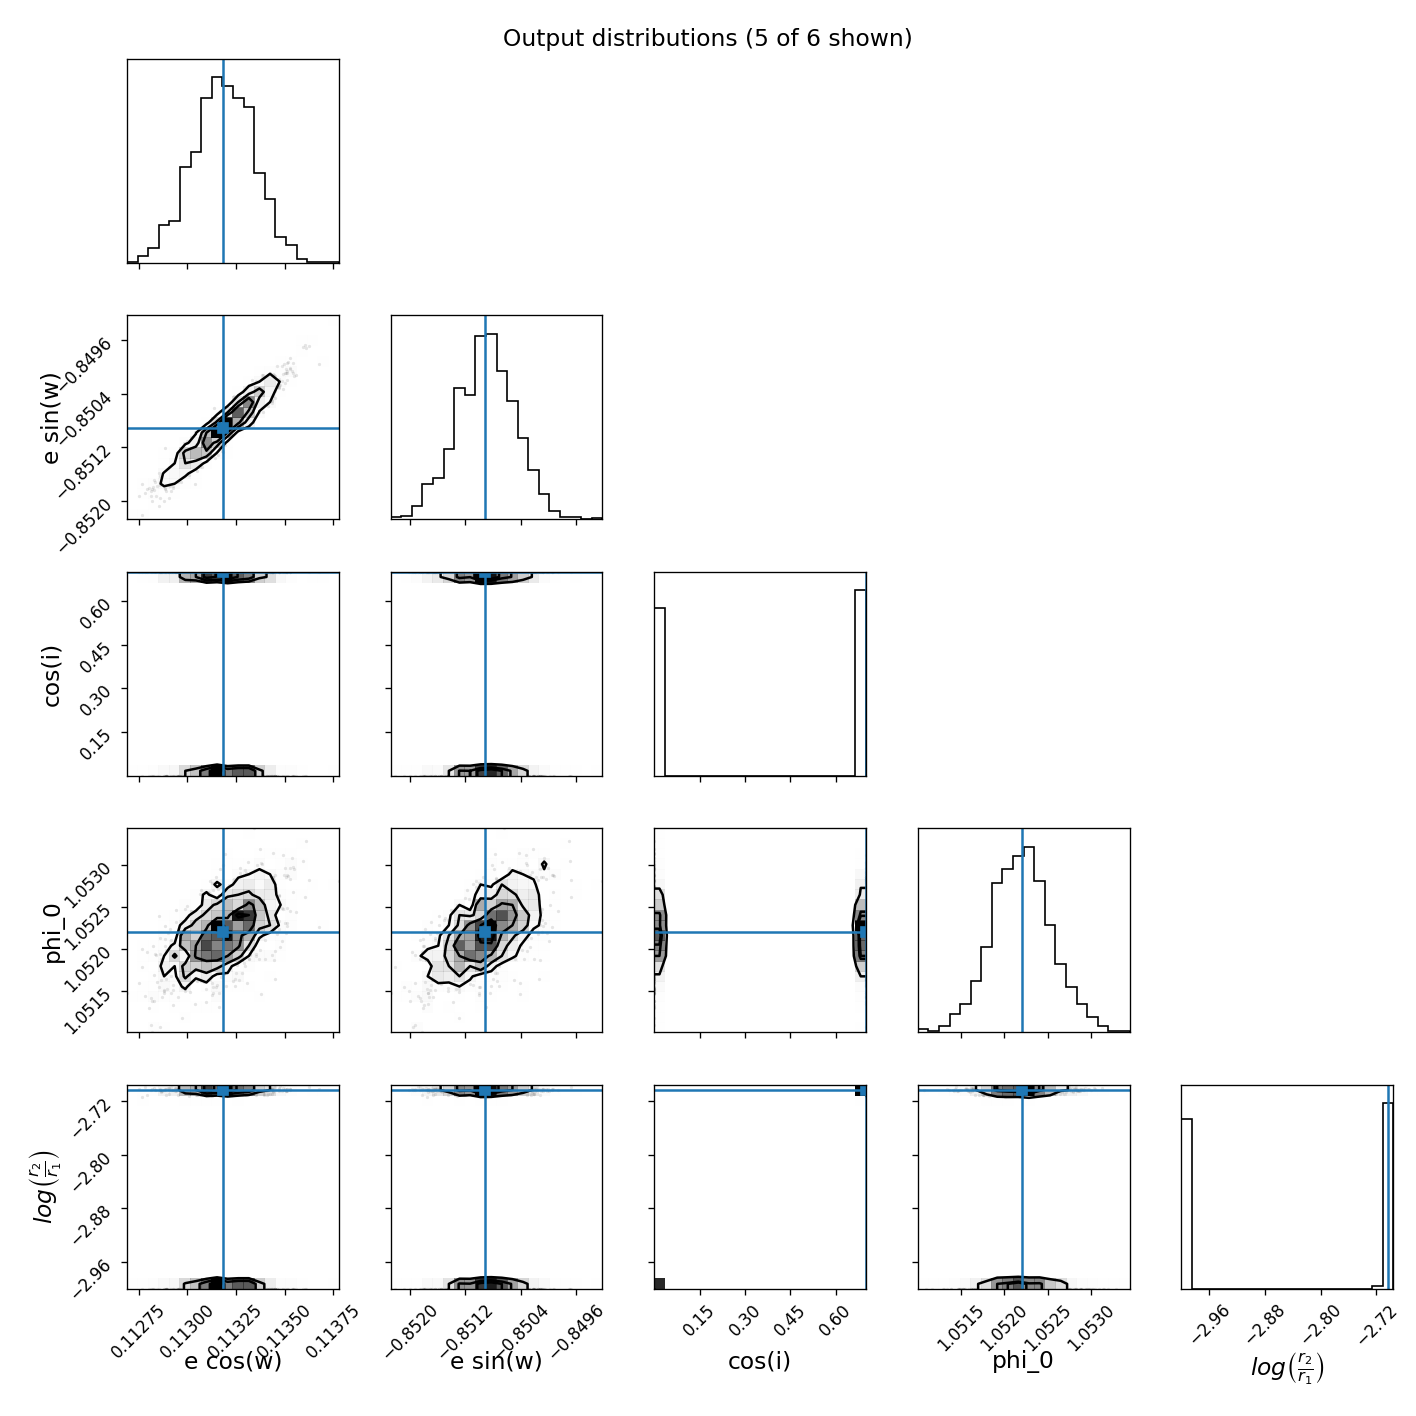 Output distributions (5 of 6 shown)
e sin(w)
−0.8496
−0.8504
−0.8512
−0.8520
cos(i)
0.60
0.45
0.30
0.15
phi_0
1.0530
1.0525
1.0520
1.0515
log(r₂/r₁)
−2.72
−2.80
−2.88
−2.96
0.11275 0.11300 0.11325 0.11350 0.11375
e cos(w)
−0.8520 −0.8512 −0.8504 −0.8496
e sin(w)
0.15 0.30 0.45 0.60
cos(i)
1.0515 1.0520 1.0525 1.0530
phi_0
−2.96 −2.88 −2.80 −2.72
log(r₂/r₁)